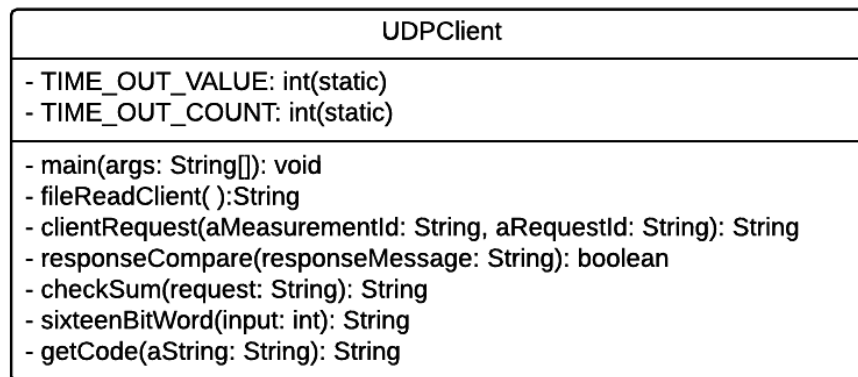 UDPClient
- TIME_OUT_VALUE: int(static)
- TIME_OUT_COUNT: int(static)
- main(args: String[]): void
- fileReadClient( ):String
- clientRequest(aMeasurementId: String, aRequestId: String): String
- responseCompare(responseMessage: String): boolean
- checkSum(request: String): String
- sixteenBitWord(input: int): String
- getCode(aString: String): String